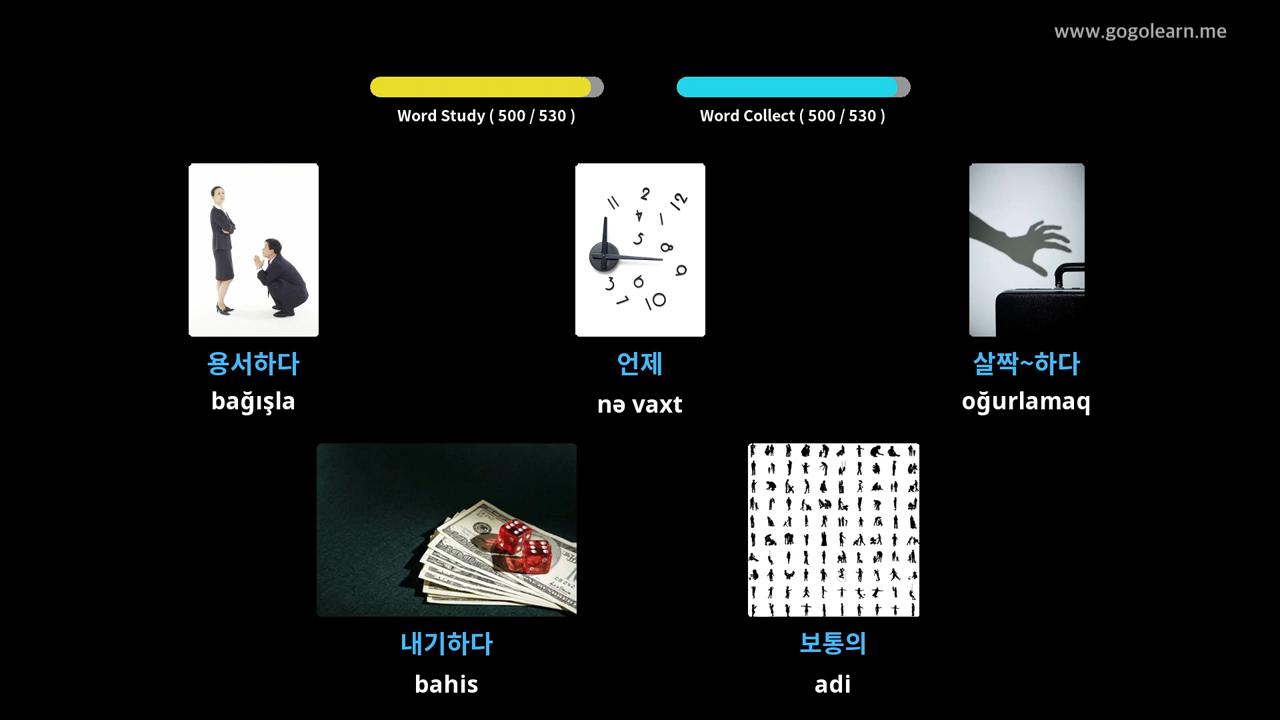 www.gogolearn.me
Word Study ( 500 / 530 )
Word Collect ( 500 / 530 )
용서하다
bağışla
언제
nə vaxt
살짝~하다
oğurlamaq
내기하다
bahis
보통의
adi